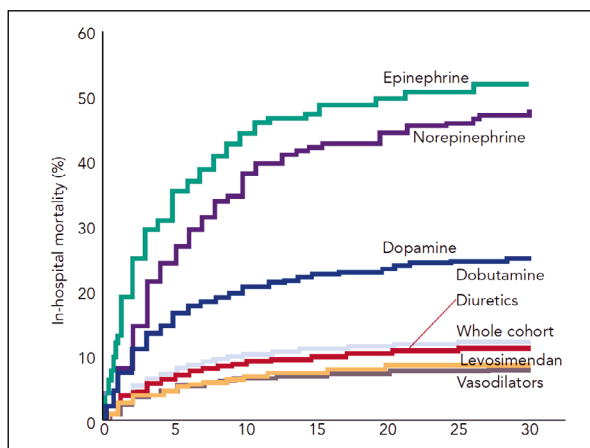 60
50
40
30
20
10
0
In-hospital mortality (%)
Epinephrine
Norepinephrine
Dopamine
Dobutamine
Diuretics
Whole cohort
Levosimendan
Vasodilators
0 5 10 15 20 25 30